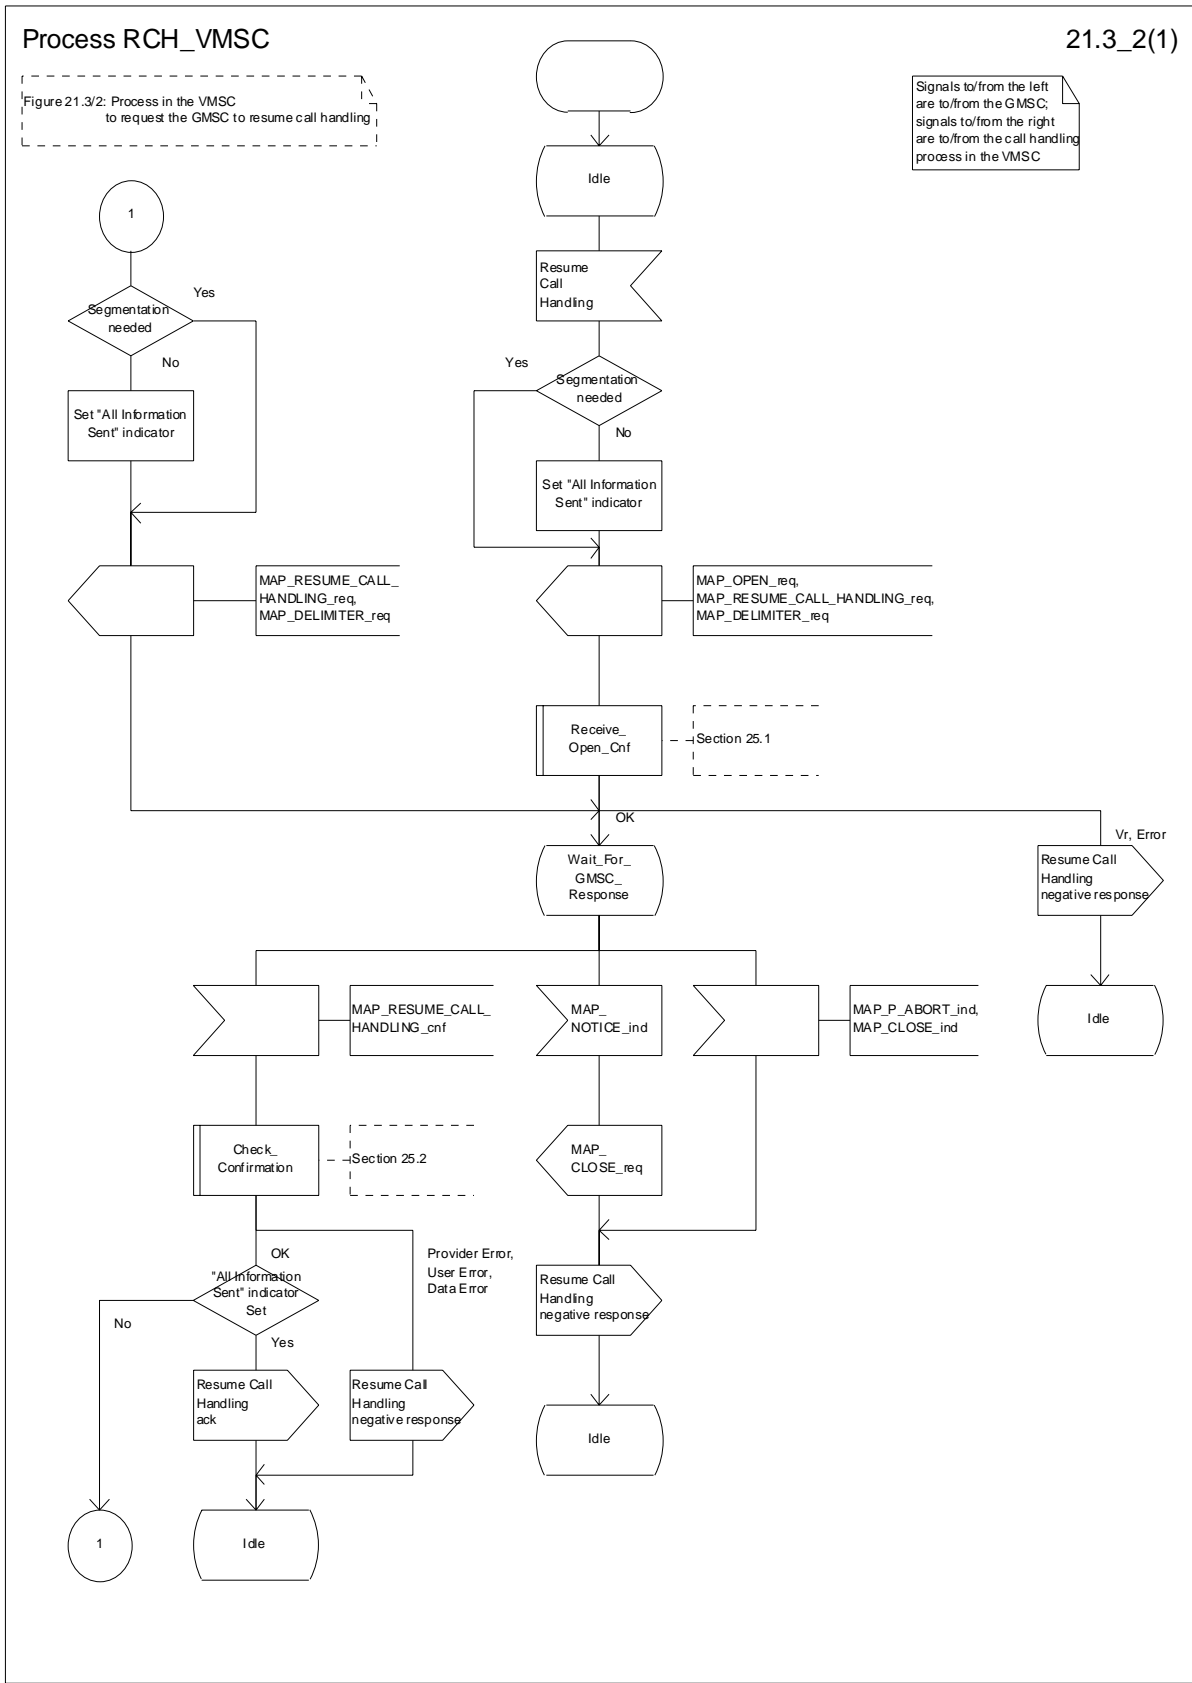 Process RCH_VMSC
21.3_2(1)
Figure 21.3/2: Process in the VMSC
to request the GMSC to resume call handling
Signals to/from the left
are to/from the GMSC;
signals to/from the right
are to/from the call handling
process in the VMSC
Idle
1
Resume
Call
Handling
Segmentation
needed
Yes
No
Set "All Information
Sent" indicator
Segmentation
needed
Yes
No
Set "All Information
Sent" indicator
MAP_RESUME_CALL_
HANDLING_req,
MAP_DELIMITER_req
MAP_OPEN_req,
MAP_RESUME_CALL_HANDLING_req,
MAP_DELIMITER_req
Receive_
Open_Cnf
Section 25.1
OK
Vr, Error
Wait_For_
GMSC_
Response
Resume Call
Handling
negative response
MAP_RESUME_CALL_
HANDLING_cnf
MAP_
NOTICE_ind
MAP_P_ABORT_ind,
MAP_CLOSE_ind
Idle
Check_
Confirmation
Section 25.2
MAP_
CLOSE_req
OK
Provider Error,
User Error,
Data Error
"All Information
Sent" indicator
Set
No
Yes
Resume Call
Handling
negative response
Resume Call
Handling
ack
Resume Call
Handling
negative response
Idle
1
Idle